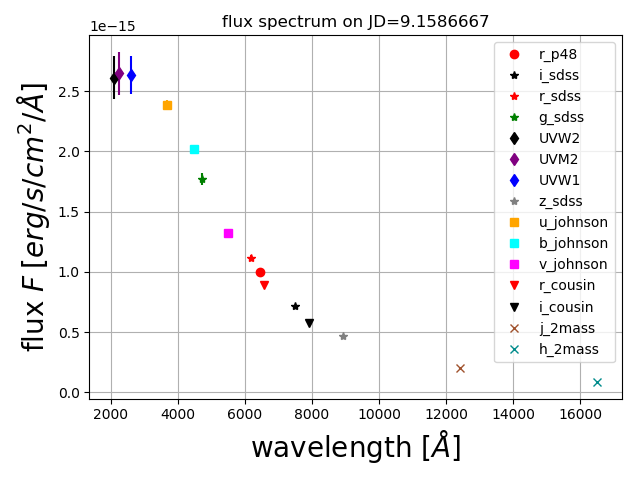 flux spectrum on JD=9.1586667
1e−15
flux F [erg/s/cm²/Å]
2.5
2.0
1.5
1.0
0.5
0.0
r_p48
i_sdss
r_sdss
g_sdss
UVW2
UVM2
UVW1
z_sdss
u_johnson
b_johnson
v_johnson
r_cousin
i_cousin
j_2mass
h_2mass
2000 4000 6000 8000 10000 12000 14000 16000
wavelength [Å]